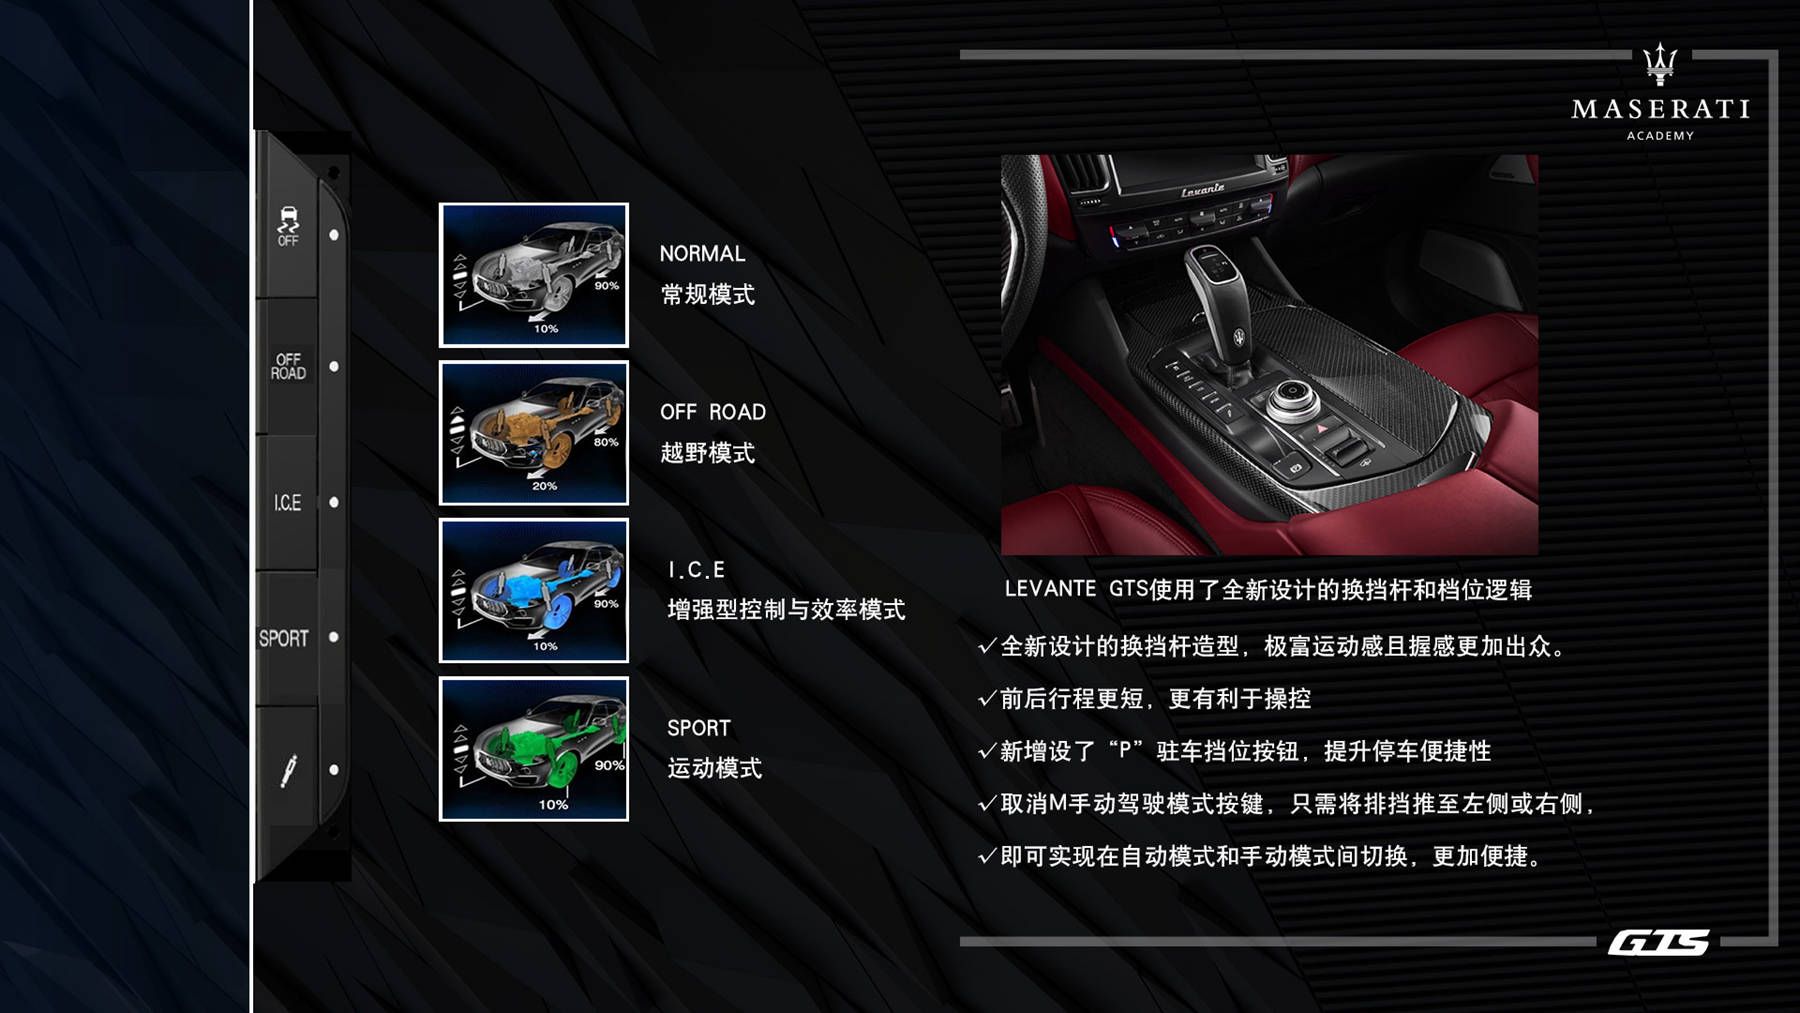 MASERATI
ACADEMY
OFF
OFF
ROAD
I.C.E
SPORT
90%
10%
NORMAL
常规模式
80%
20%
OFF ROAD
越野模式
90%
10%
I.C.E
增强型控制与效率模式
90%
10%
SPORT
运动模式
Levante
LEVANTE GTS使用了全新设计的换挡杆和档位逻辑
√全新设计的换挡杆造型，极富运动感且握感更加出众。
√前后行程更短，更有利于操控
√新增设了“P”驻车挡位按钮，提升停车便捷性
√取消M手动驾驶模式按键，只需将排挡推至左侧或右侧，
√即可实现在自动模式和手动模式间切换，更加便捷。
GTS